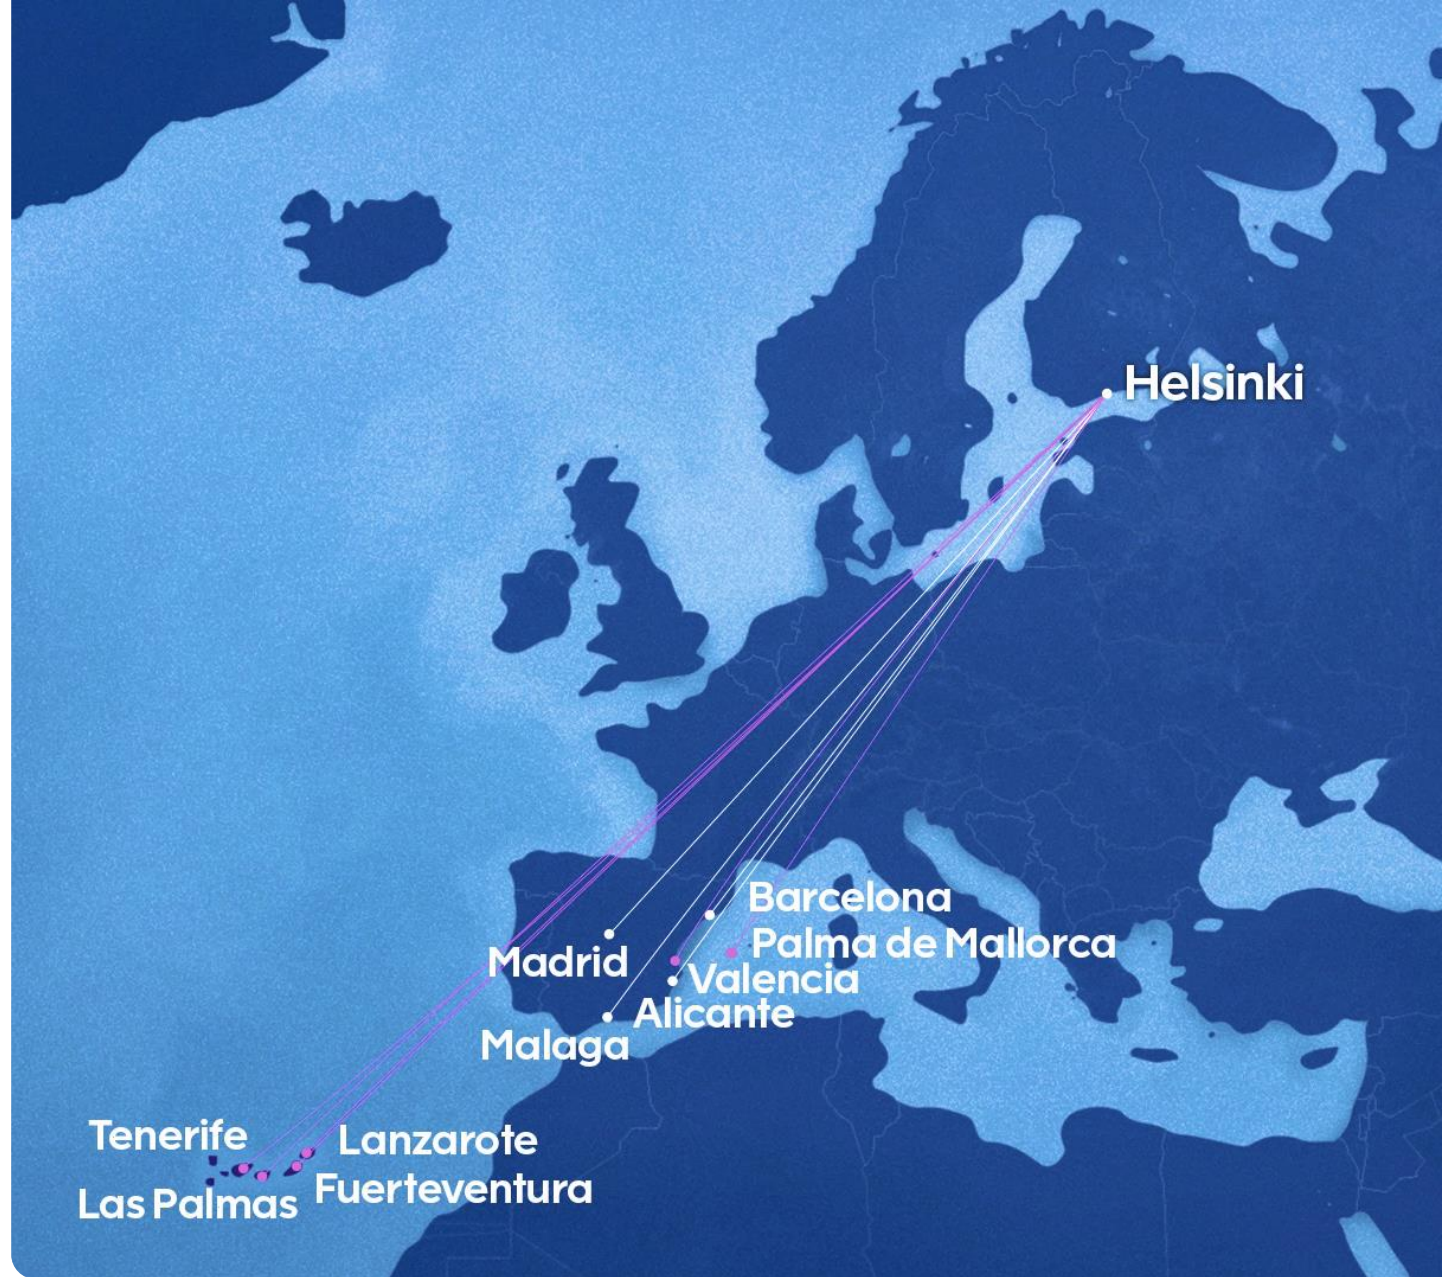 Helsinki
Barcelona
Palma de Mallorca
Madrid
Valencia
Alicante
Malaga
Tenerife
Lanzarote
Las Palmas
Fuerteventura